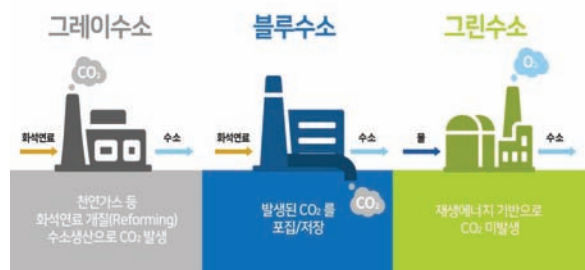 그레이수소
CO₂
화석연료
수소
천연가스 등
화석연료 개질(Reforming)
수소생산으로 CO₂ 발생
블루수소
화석연료
수소
CO₂
발생된 CO₂ 를
포집/저장
그린수소
O₂
물
수소
재생에너지 기반으로
CO₂ 미발생